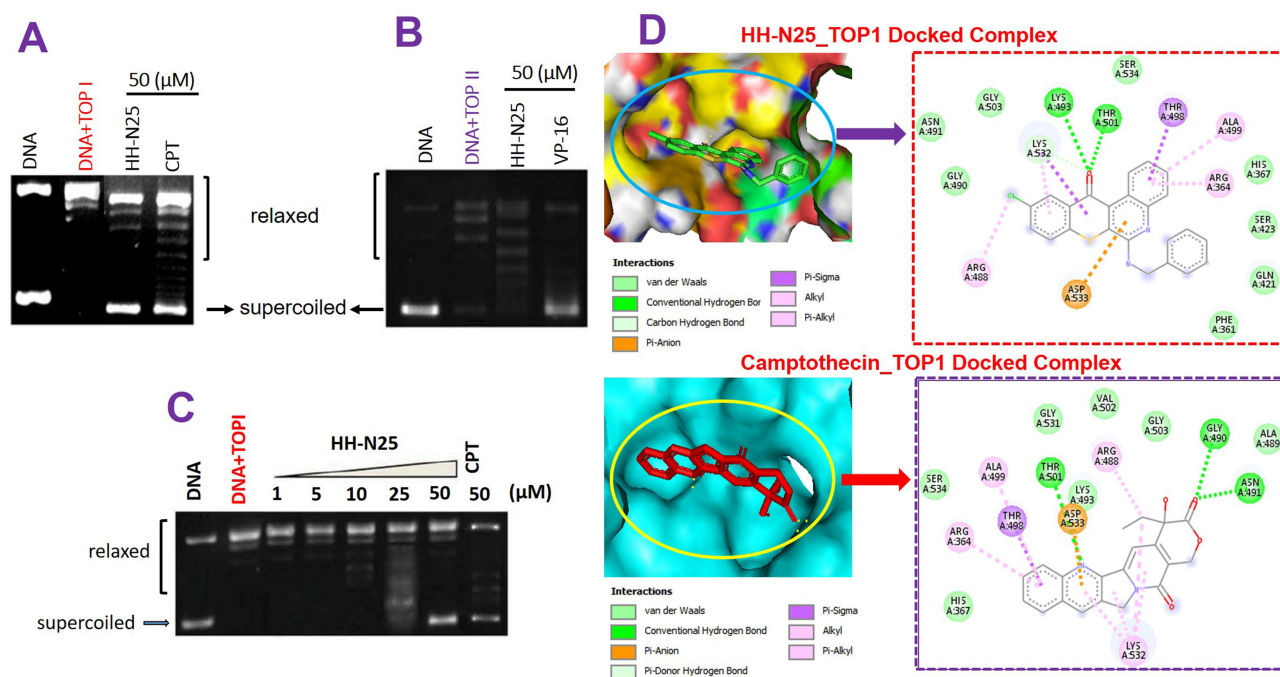 A
50 (µM)
DNA
DNA+TOP I
HH-N25
CPT
relaxed
supercoiled
B
50 (µM)
DNA
DNA+TOP II
HH-N25
VP-16
C
HH-N25
DNA
DNA+TOPI
1 5 10 25 50
CPT
50
(µM)
relaxed
supercoiled
D
HH-N25_TOP1 Docked Complex
SER
A:534
GLY
A:503
LYS
A:493
THR
A:501
THR
A:498
ALA
A:499
ASN
A:491
LYS
A:532
HIS
A:367
GLY
A:490
ARG
A:364
SER
A:423
Cl
O
S
N
N
H
ARG
A:488
ASP
A:533
GLN
A:421
PHE
A:361
Interactions
van der Waals
Conventional Hydrogen Bor
Carbon Hydrogen Bond
Pi-Anion
Pi-Sigma
Alkyl
Pi-Alkyl
Camptothecin_TOP1 Docked Complex
VAL
A:502
GLY
A:531
GLY
A:503
GLY
A:490
ALA
A:489
ARG
A:488
ALA
A:499
THR
A:501
SER
A:534
LYS
A:493
ASN
A:491
THR
A:498
ASP
A:533
ARG
A:364
HIS
A:367
LYS
A:532
O
O
O
O
N
N
Interactions
van der Waals
Conventional Hydrogen Bond
Pi-Anion
Pi-Donor Hydrogen Bond
Pi-Sigma
Alkyl
Pi-Alkyl